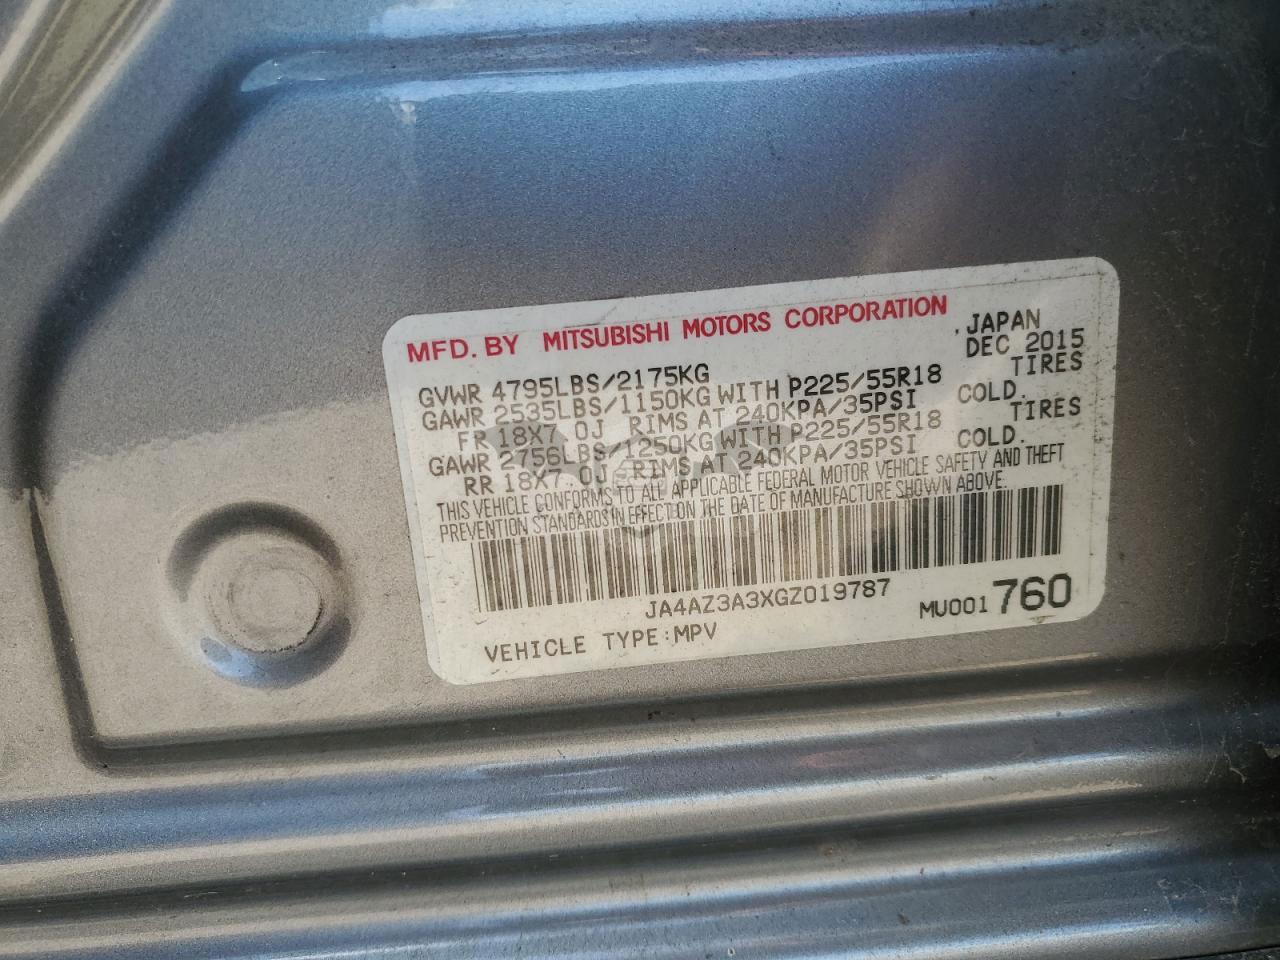 MFD. BY MITSUBISHI MOTORS CORPORATION
.JAPAN
DEC 2015
GVWR 4795LBS/2175KG
GAWR 2535LBS/1150KG WITH P225/55R18 TIRES
FR 18X7.0J RIMS AT 240KPA/35PSI COLD.
GAWR 2756LBS/1250KG WITH P225/55R18 TIRES
RR 18X7.0J RIMS AT 240KPA/35PSI COLD.
THIS VEHICLE CONFORMS TO ALL APPLICABLE FEDERAL MOTOR VEHICLE SAFETY AND THEFT
PREVENTION STANDARDS IN EFFECT ON THE DATE OF MANUFACTURE SHOWN ABOVE.
JA4AZ3A3XGZ019787
MU001760
VEHICLE TYPE:MPV